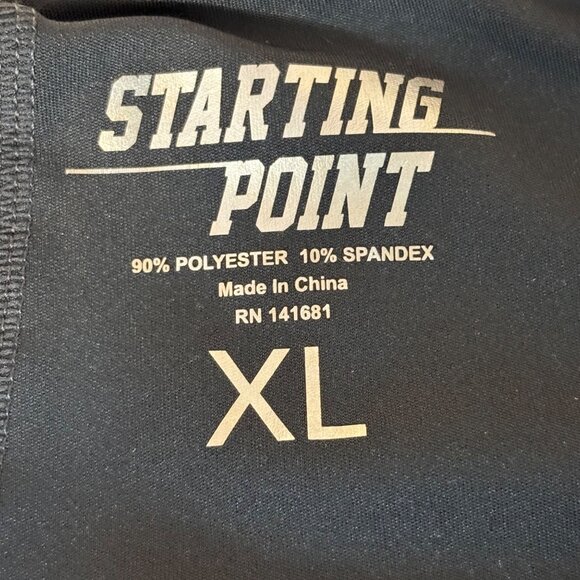 STARTING
POINT
90% POLYESTER 10% SPANDEX
Made In China
RN 141681
XL